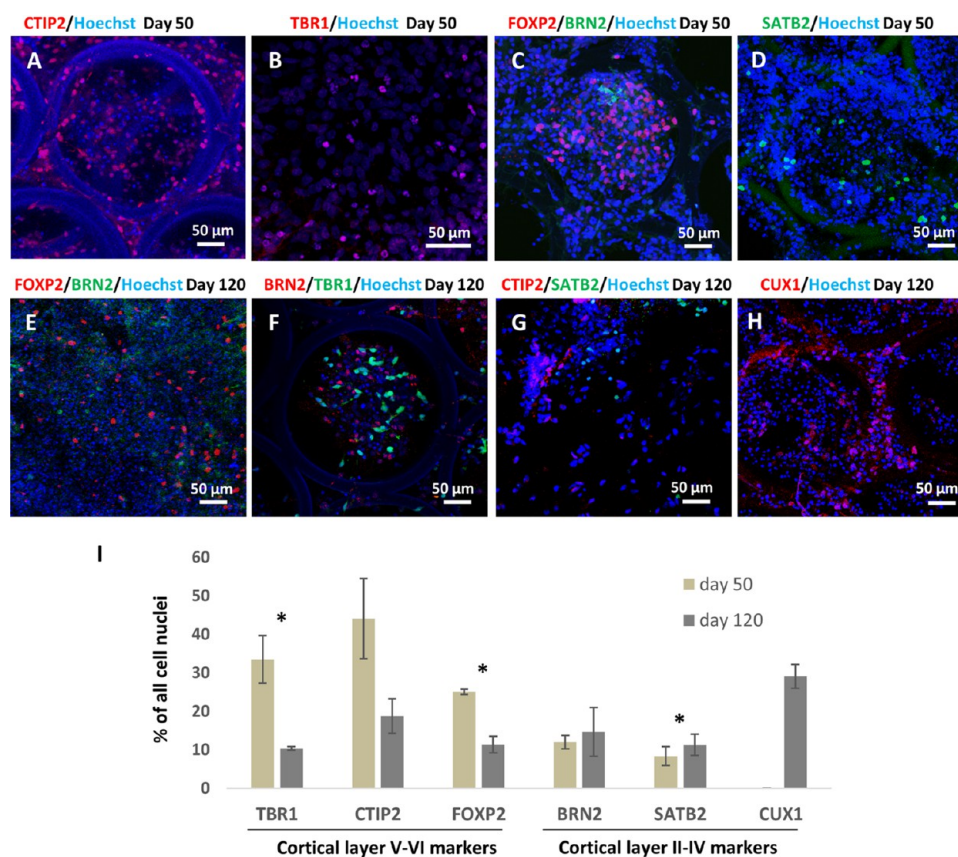 CTIP2/Hoechst Day 50
TBR1/Hoechst Day 50
FOXP2/BRN2/Hoechst Day 50
SATB2/Hoechst Day 50
A
B
C
D
50 µm
50 µm
50 µm
50 µm
FOXP2/BRN2/Hoechst Day 120
BRN2/TBR1/Hoechst Day 120
CTIP2/SATB2/Hoechst Day 120
CUX1/Hoechst Day 120
E
F
G
H
50 µm
50 µm
50 µm
50 µm
I
% of all cell nuclei
60
50
40
30
20
10
0
*
*
*
day 50
day 120
TBR1
CTIP2
FOXP2
BRN2
SATB2
CUX1
Cortical layer V-VI markers
Cortical layer II-IV markers